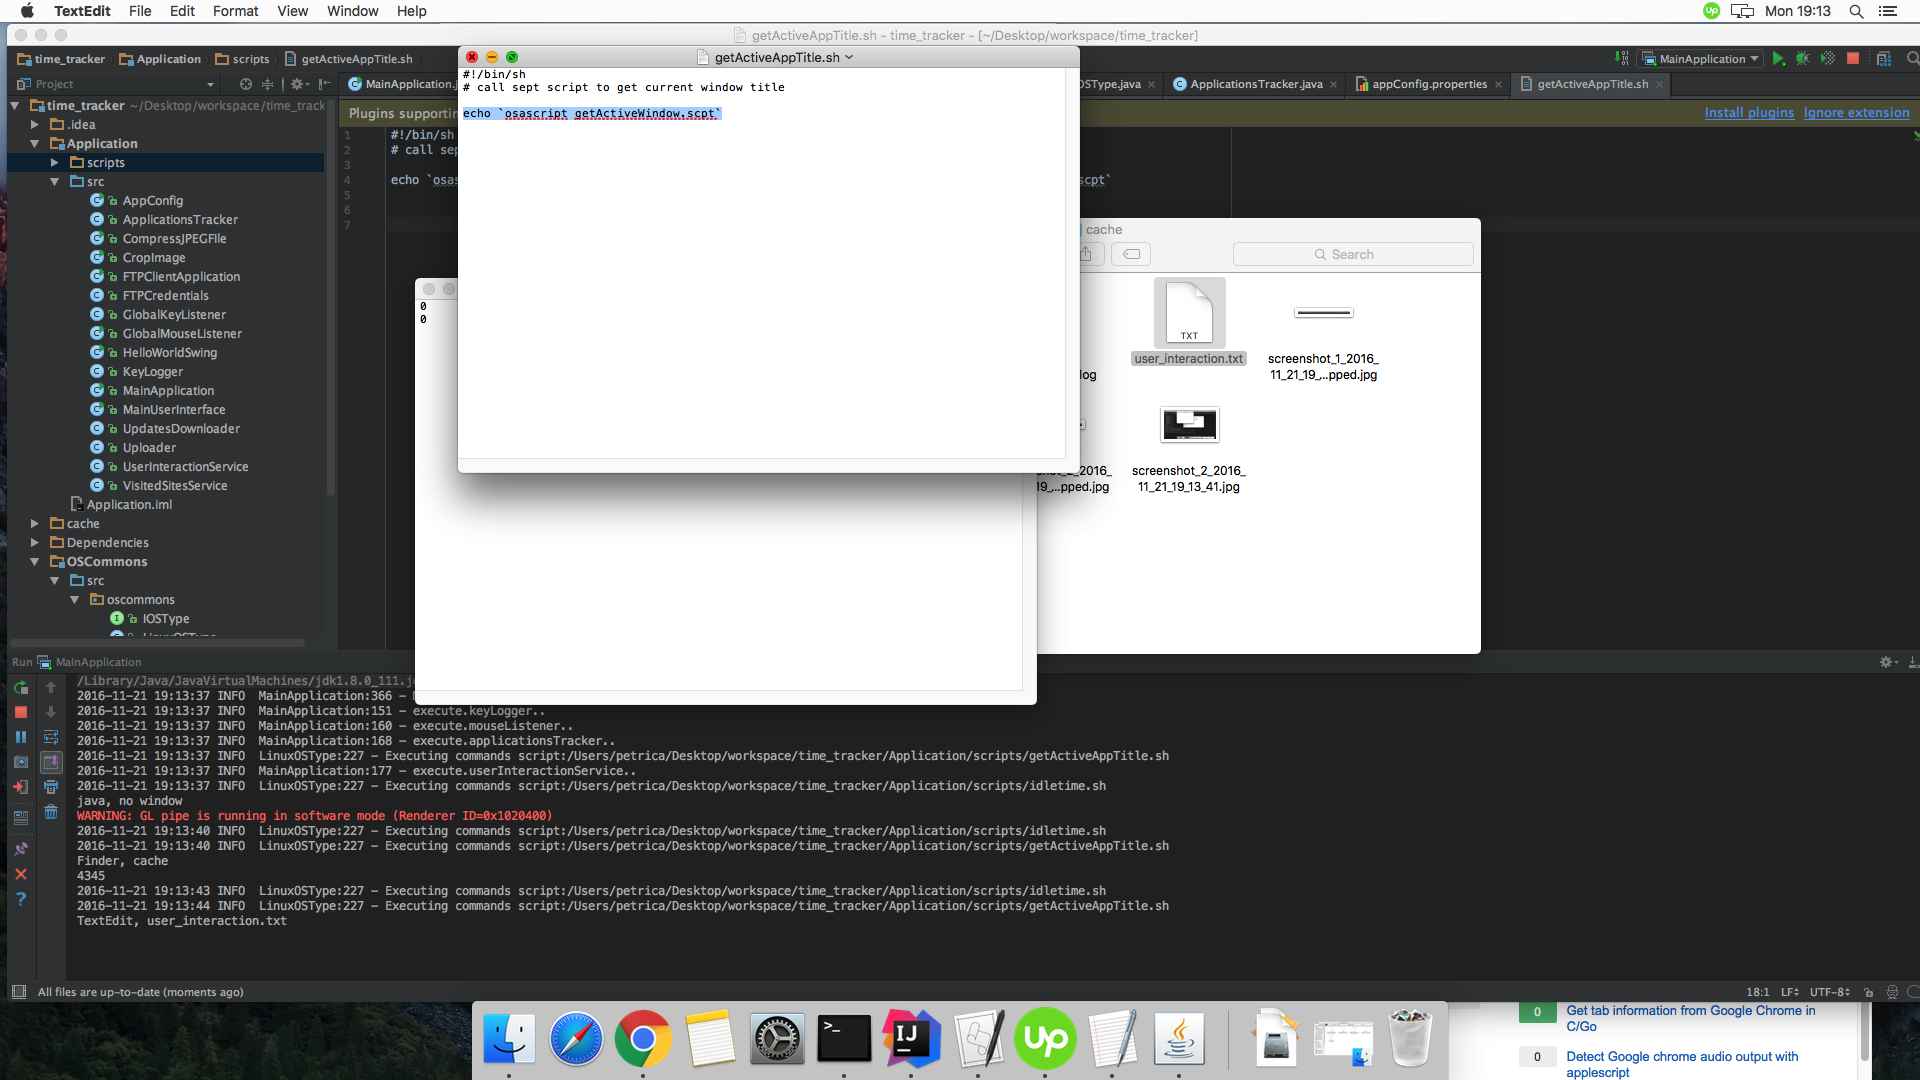 TextEdit File Edit Format View Window Help
Up Mon 19:13
getActiveAppTitle.sh - time_tracker - [~/Desktop/workspace/time_tracker]
time_tracker Application scripts getActiveAppTitle.sh
MainApplication
Project
MainApplication.j
OSType.java ApplicationsTracker.java appConfig.properties getActiveAppTitle.sh
Plugins supportin
Install plugins Ignore extension
getActiveAppTitle.sh
#!/bin/sh
# call sept script to get current window title
echo `osascript getActiveWindow.scpt`
1 #!/bin/sh
2 # call sep
3
4 echo `osas
scpt`
5
6
7
time_tracker ~/Desktop/workspace/time_track
.idea
Application
scripts
src
AppConfig
ApplicationsTracker
CompressJPEGFIle
CropImage
FTPClientApplication
FTPCredentials
GlobalKeyListener
GlobalMouseListener
HelloWorldSwing
KeyLogger
MainApplication
MainUserInterface
UpdatesDownloader
Uploader
UserInteractionService
VisitedSitesService
Application.iml
cache
Dependencies
OSCommons
src
oscommons
IOSType
0
0
cache
Search
TXT
user_interaction.txt
screenshot_1_2016_
11_21_19_...pped.jpg
log
2016_
19_...pped.jpg
screenshot_2_2016_
11_21_19_13_41.jpg
Run MainApplication
/Library/Java/JavaVirtualMachines/jdk1.8.0_111.j
2016-11-21 19:13:37 INFO MainApplication:366 -
2016-11-21 19:13:37 INFO MainApplication:151 - execute.keyLogger..
2016-11-21 19:13:37 INFO MainApplication:160 - execute.mouseListener..
2016-11-21 19:13:37 INFO MainApplication:168 - execute.applicationsTracker..
2016-11-21 19:13:37 INFO LinuxOSType:227 - Executing commands script:/Users/petrica/Desktop/workspace/time_tracker/Application/scripts/getActiveAppTitle.sh
2016-11-21 19:13:37 INFO MainApplication:177 - execute.userInteractionService..
2016-11-21 19:13:37 INFO LinuxOSType:227 - Executing commands script:/Users/petrica/Desktop/workspace/time_tracker/Application/scripts/idletime.sh
java, no window
WARNING: GL pipe is running in software mode (Renderer ID=0x1020400)
2016-11-21 19:13:40 INFO LinuxOSType:227 - Executing commands script:/Users/petrica/Desktop/workspace/time_tracker/Application/scripts/idletime.sh
2016-11-21 19:13:40 INFO LinuxOSType:227 - Executing commands script:/Users/petrica/Desktop/workspace/time_tracker/Application/scripts/getActiveAppTitle.sh
Finder, cache
4345
2016-11-21 19:13:43 INFO LinuxOSType:227 - Executing commands script:/Users/petrica/Desktop/workspace/time_tracker/Application/scripts/idletime.sh
2016-11-21 19:13:44 INFO LinuxOSType:227 - Executing commands script:/Users/petrica/Desktop/workspace/time_tracker/Application/scripts/getActiveAppTitle.sh
TextEdit, user_interaction.txt
All files are up-to-date (moments ago)
18:1 LF UTF-8
IJ
Up
0 Get tab information from Google Chrome in
C/Go
0 Detect Google chrome audio output with
applescript